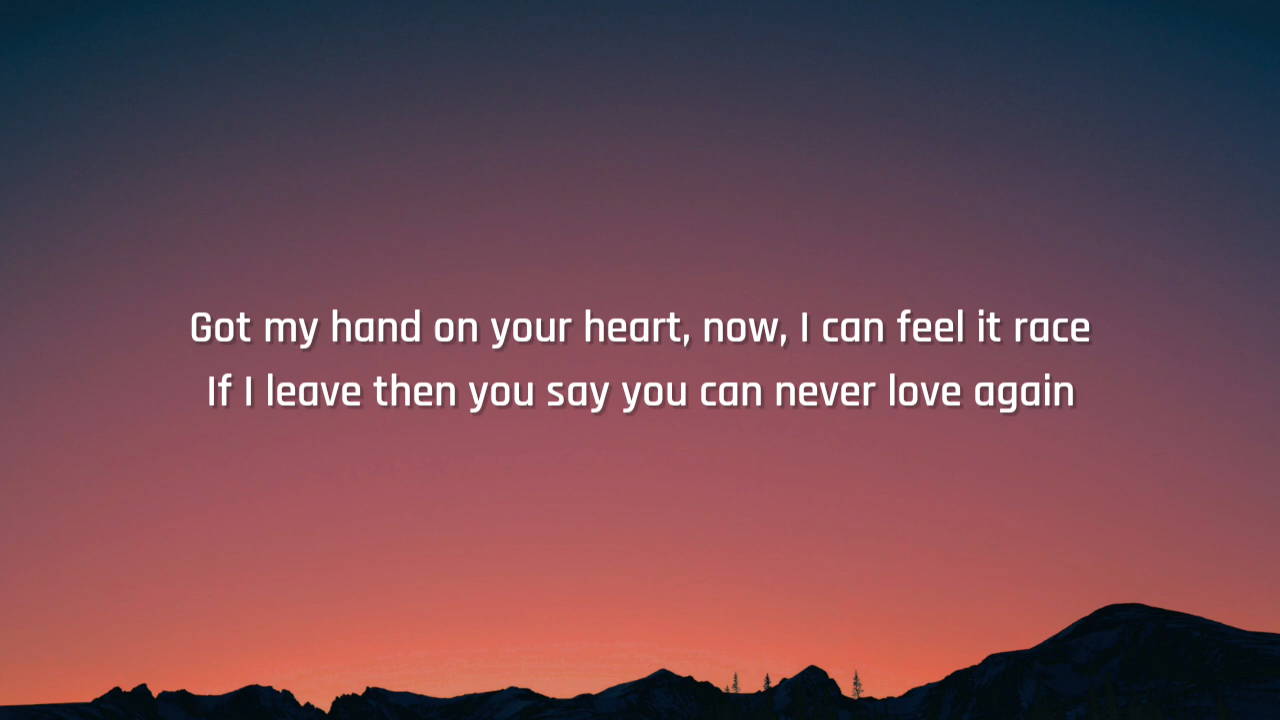 Got my hand on your heart, now, I can feel it race
If I leave then you say you can never love again